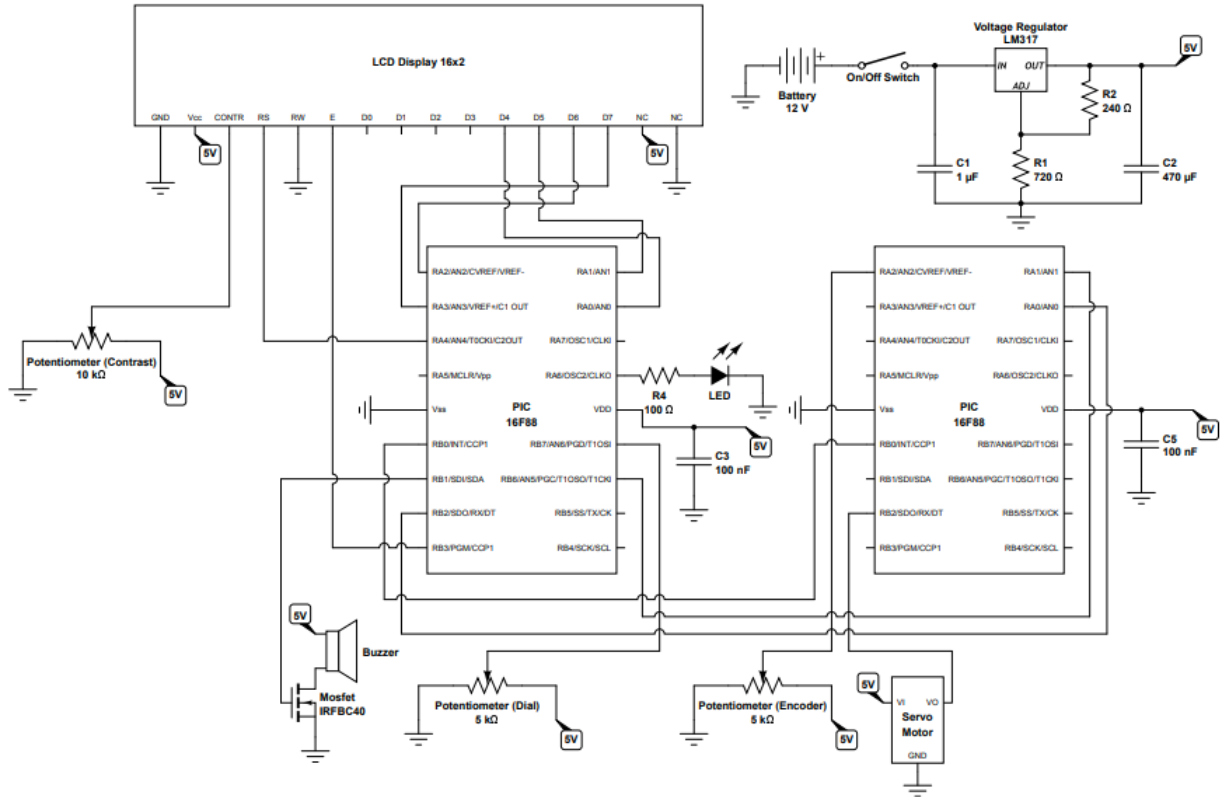 LCD Display 16x2
GND Vcc CONTR RS RW E D0 D1 D2 D3 D4 D5 D6 D7 NC NC
5V
5V
Voltage Regulator
LM317
IN OUT
ADJ
5V
+
Battery
12 V
On/Off Switch
R2
240 Ω
C1
1 µF
R1
720 Ω
C2
470 µF
Potentiometer (Contrast)
10 kΩ
5V
RA2/AN2/CVREF/VREF- RA1/AN1
RA3/AN3/VREF+/C1 OUT RA0/AN0
RA4/AN4/T0CKI/C2OUT RA7/OSC1/CLKI
RA5/MCLR/Vpp RA6/OSC2/CLKO
Vss VDD
PIC
16F88
RB0/INT/CCP1 RB7/AN6/PGD/T1OSI
RB1/SDI/SDA RB6/AN5/PGC/T1OSO/T1CKI
RB2/SDO/RX/DT RB5/SS/TX/CK
RB3/PGM/CCP1 RB4/SCK/SCL
R4
100 Ω
LED
5V
C3
100 nF
RA2/AN2/CVREF/VREF- RA1/AN1
RA3/AN3/VREF+/C1 OUT RA0/AN0
RA4/AN4/T0CKI/C2OUT RA7/OSC1/CLKI
RA5/MCLR/Vpp RA6/OSC2/CLKO
Vss VDD
PIC
16F88
RB0/INT/CCP1 RB7/AN6/PGD/T1OSI
RB1/SDI/SDA RB6/AN5/PGC/T1OSO/T1CKI
RB2/SDO/RX/DT RB5/SS/TX/CK
RB3/PGM/CCP1 RB4/SCK/SCL
5V
C5
100 nF
5V
Buzzer
Mosfet
IRFBC40
Potentiometer (Dial)
5 kΩ
5V
Potentiometer (Encoder)
5 kΩ
5V
5V
VI VO
Servo
Motor
GND